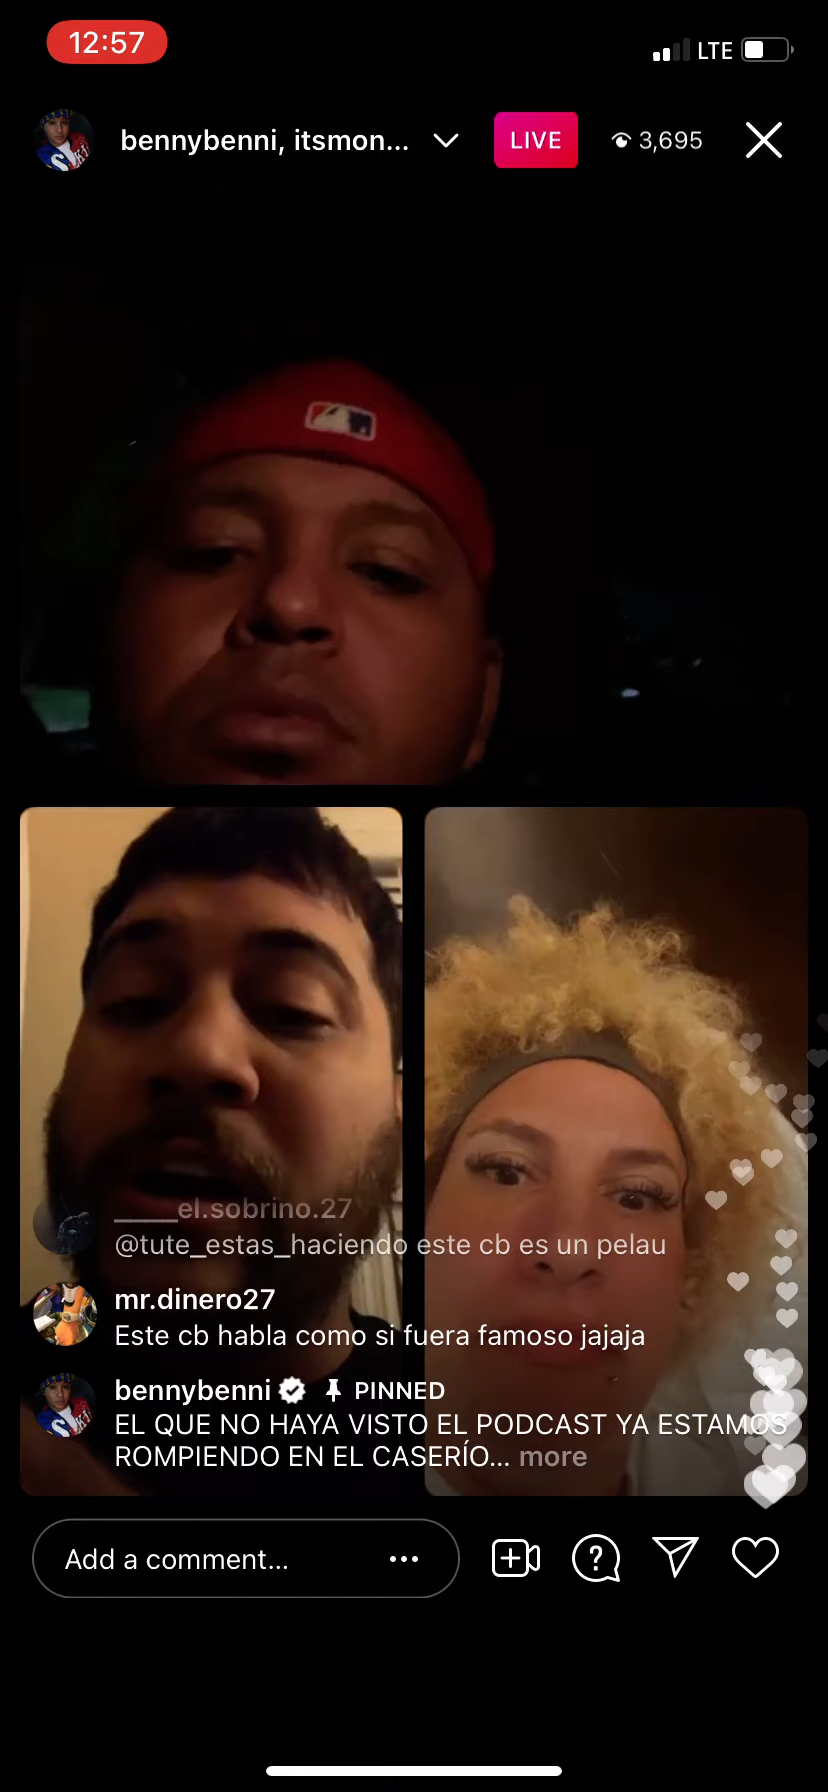 12:57
LTE
bennybenni, itsmon...
LIVE
3,695
____el.sobrino.27
@tute_estas_haciendo este cb es un pelau
mr.dinero27
Este cb habla como si fuera famoso jajaja
bennybenni PINNED
EL QUE NO HAYA VISTO EL PODCAST YA ESTAMOS
ROMPIENDO EN EL CASERÍO... more
Add a comment...